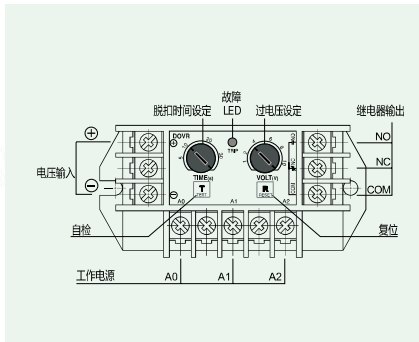 故障
LED
脱扣时间设定
过电压设定
继电器输出
DOVR
TRIP
NO
NC
COM
电压输入
TIME(s)
VOLT(V)
T
TEST
R
RESET
A0
A1
A2
自检
复位
工作电源
A0
A1
A2